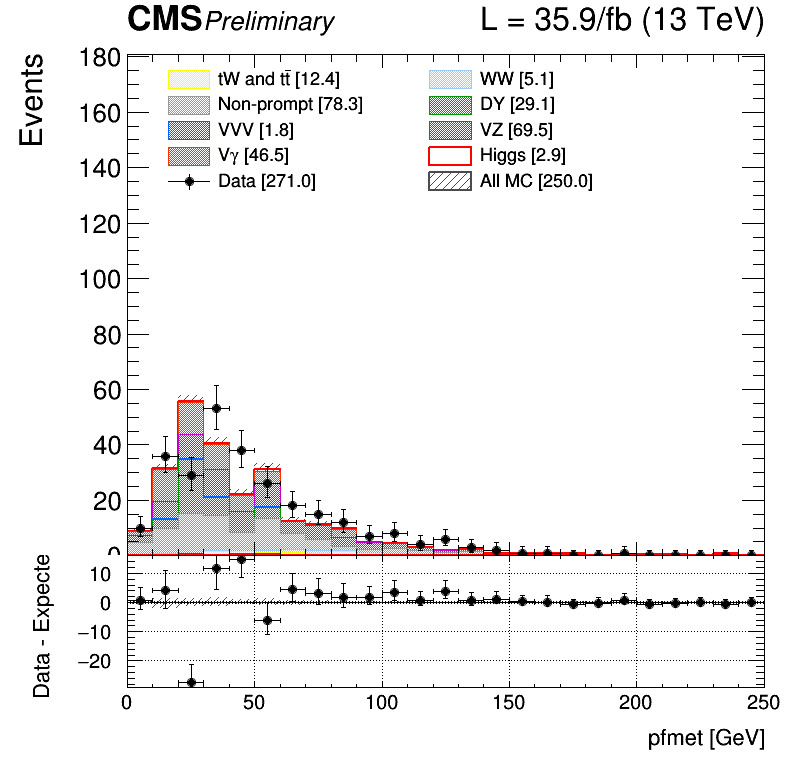 CMS Preliminary L = 35.9/fb (13 TeV)
Events
180
160
140
120
100
80
60
40
20
0
tW and tt̄ [12.4]
Non-prompt [78.3]
VVV [1.8]
Vγ [46.5]
Data [271.0]
WW [5.1]
DY [29.1]
VZ [69.5]
Higgs [2.9]
All MC [250.0]
Data - Expecte
10
0
−10
−20
0 50 100 150 200 250
pfmet [GeV]